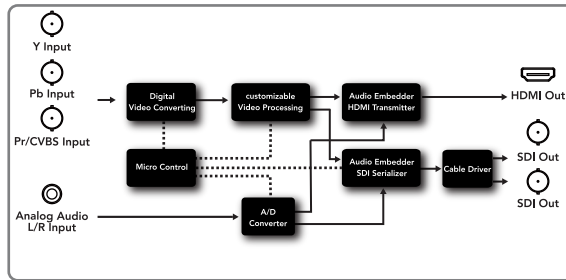 Y Input
Pb Input
Pr/CVBS Input
Analog Audio
L/R Input
Digital
Video Converting
customizable
Video Processing
Audio Embedder
HDMI Transmitter
HDMI Out
Micro Control
Audio Embedder
SDI Serializer
Cable Driver
SDI Out
SDI Out
A/D
Converter